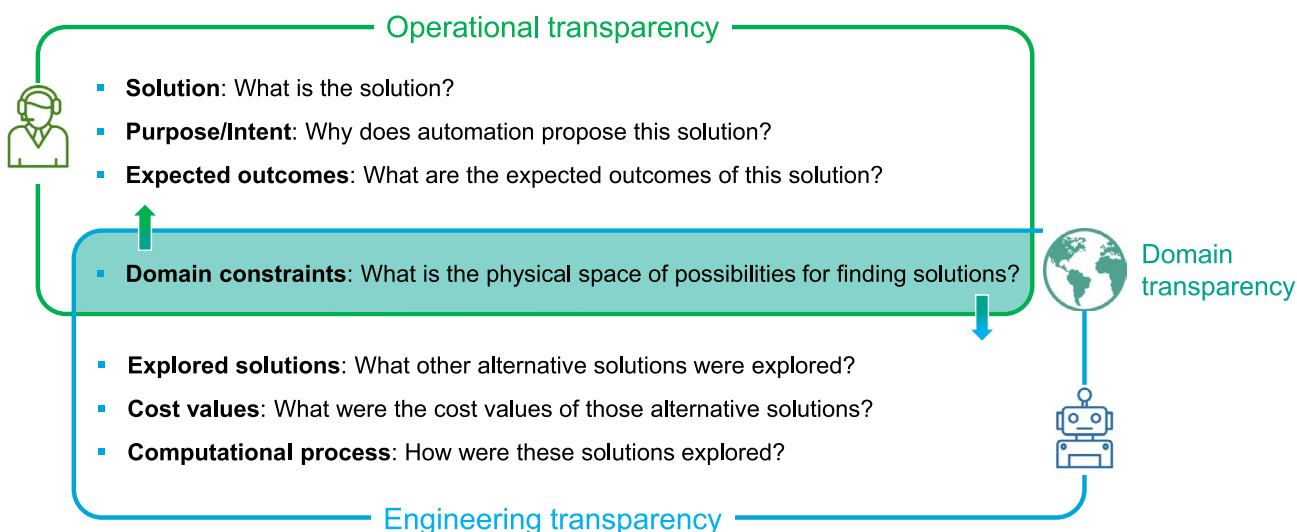 Operational transparency
Solution: What is the solution?
Purpose/Intent: Why does automation propose this solution?
Expected outcomes: What are the expected outcomes of this solution?
Domain constraints: What is the physical space of possibilities for finding solutions?
Domain
transparency
Explored solutions: What other alternative solutions were explored?
Cost values: What were the cost values of those alternative solutions?
Computational process: How were these solutions explored?
Engineering transparency